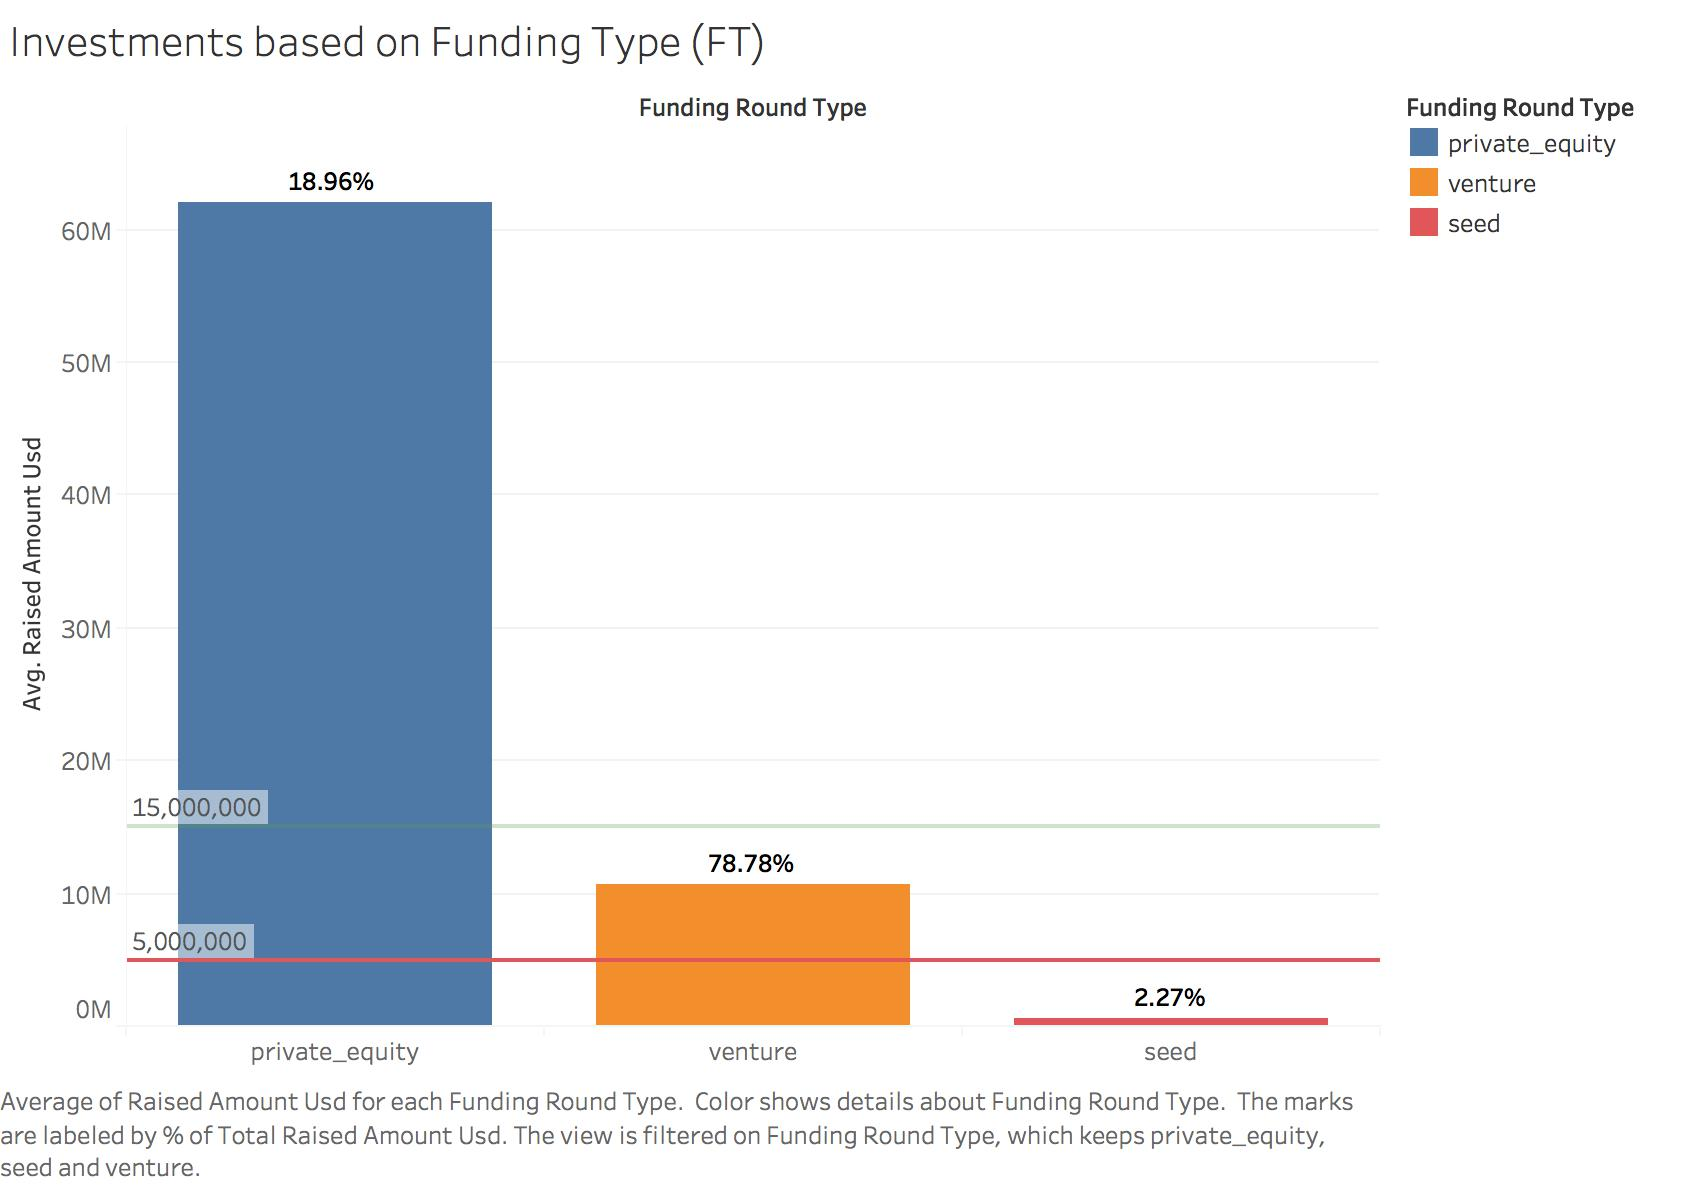 Investments based on Funding Type (FT)
Funding Round Type
Funding Round Type
private_equity
venture
seed
18.96%
60M
50M
40M
30M
20M
15,000,000
78.78%
10M
5,000,000
2.27%
0M
Avg. Raised Amount Usd
private_equity
venture
seed
Average of Raised Amount Usd for each Funding Round Type.  Color shows details about Funding Round Type.  The marks
are labeled by % of Total Raised Amount Usd. The view is filtered on Funding Round Type, which keeps private_equity,
seed and venture.